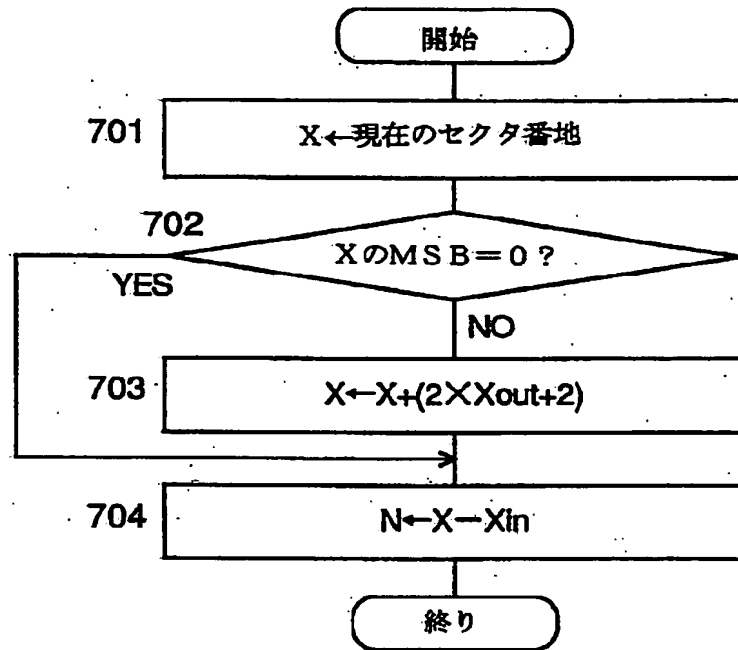 開始
701
X←現在のセクタ番地
702
XのMSB=0?
YES
NO
703
X←X+(2×Xout+2)
704
N←X−Xin
終り